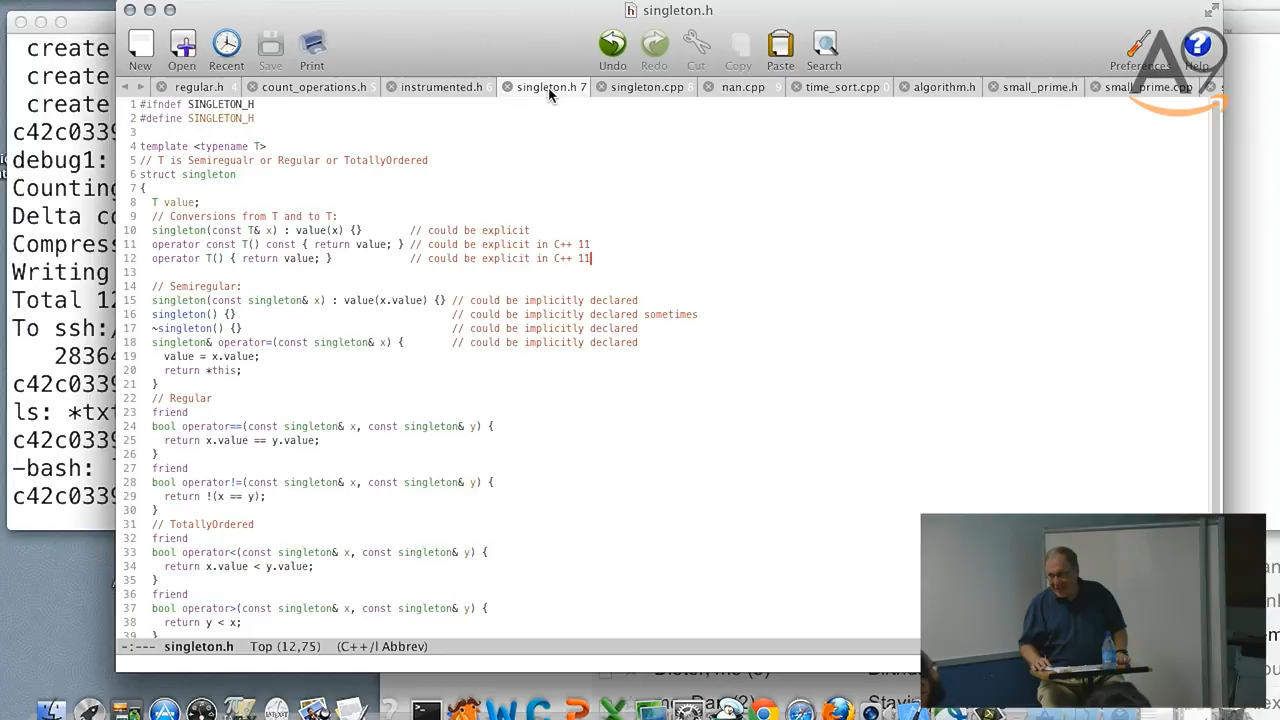 singleton.h
New Open Recent Save Print Undo Redo Cut Copy Paste Search Preferences Help
A9
regular.h 4 count_operations.h 5 instrumented.h 6 singleton.h 7 singleton.cpp 8 nan.cpp 9 time_sort.cpp 0 algorithm.h small_prime.h small_prime.cpp
create
create
create
c42c0339
debug1:
Counting
Delta co
Compress
Writing
Total 12
To ssh:/
28364
c42c0339
ls: *txt
c42c0339
-bash:
c42c0339
1 #ifndef SINGLETON_H
2 #define SINGLETON_H
3
4 template <typename T>
5 // T is Semiregualr or Regular or TotallyOrdered
6 struct singleton
7 {
8 T value;
9 // Conversions from T and to T:
10 singleton(const T& x) : value(x) {} // could be explicit
11 operator const T() const { return value; } // could be explicit in C++ 11
12 operator T() { return value; } // could be explicit in C++ 11
13
14 // Semiregular:
15 singleton(const singleton& x) : value(x.value) {} // could be implicitly declared
16 singleton() {} // could be implicitly declared sometimes
17 ~singleton() {} // could be implicitly declared
18 singleton& operator=(const singleton& x) { // could be implicitly declared
19 value = x.value;
20 return *this;
21 }
22 // Regular
23 friend
24 bool operator==(const singleton& x, const singleton& y) {
25 return x.value == y.value;
26 }
27 friend
28 bool operator!=(const singleton& x, const singleton& y) {
29 return !(x == y);
30 }
31 // TotallyOrdered
32 friend
33 bool operator<(const singleton& x, const singleton& y) {
34 return x.value < y.value;
35 }
36 friend
37 bool operator>(const singleton& x, const singleton& y) {
38 return y < x;
39 }
-:--- singleton.h Top (12,75) (C++/l Abbrev)